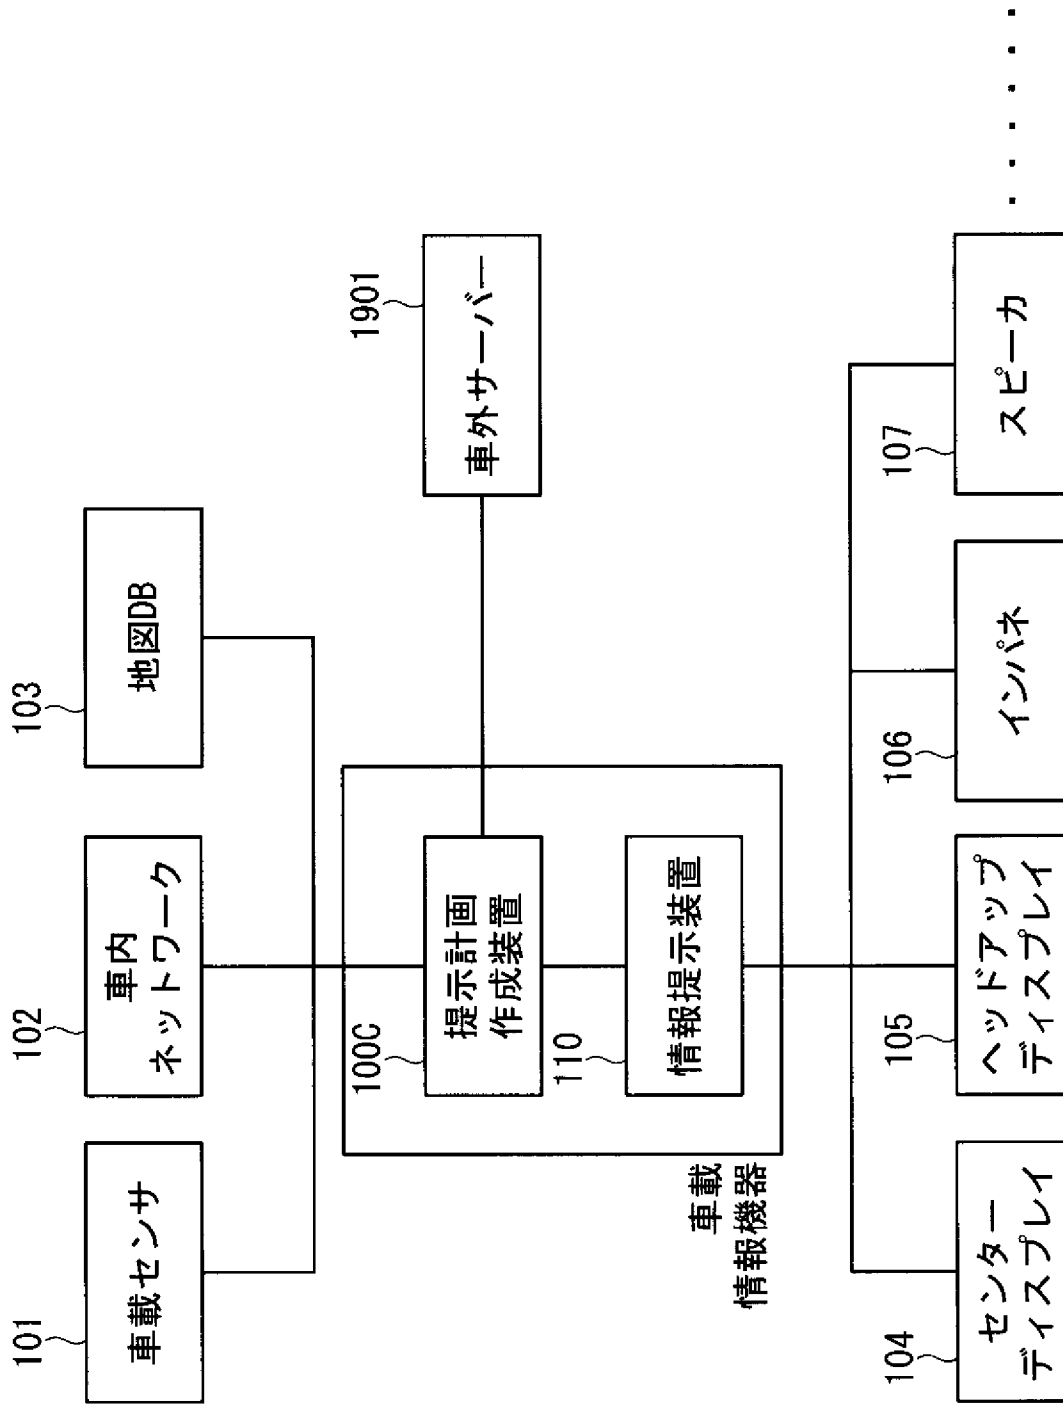 101
車載センサ
102
車内
ネットワーク
103
地図DB
100C
提示計画
作成装置
1901
車外サーバー
110
情報提示装置
車載
情報機器
104
センター
ディスプレイ
105
ヘッドアップ
ディスプレイ
106
インパネ
107
スピーカ
・・・・・・